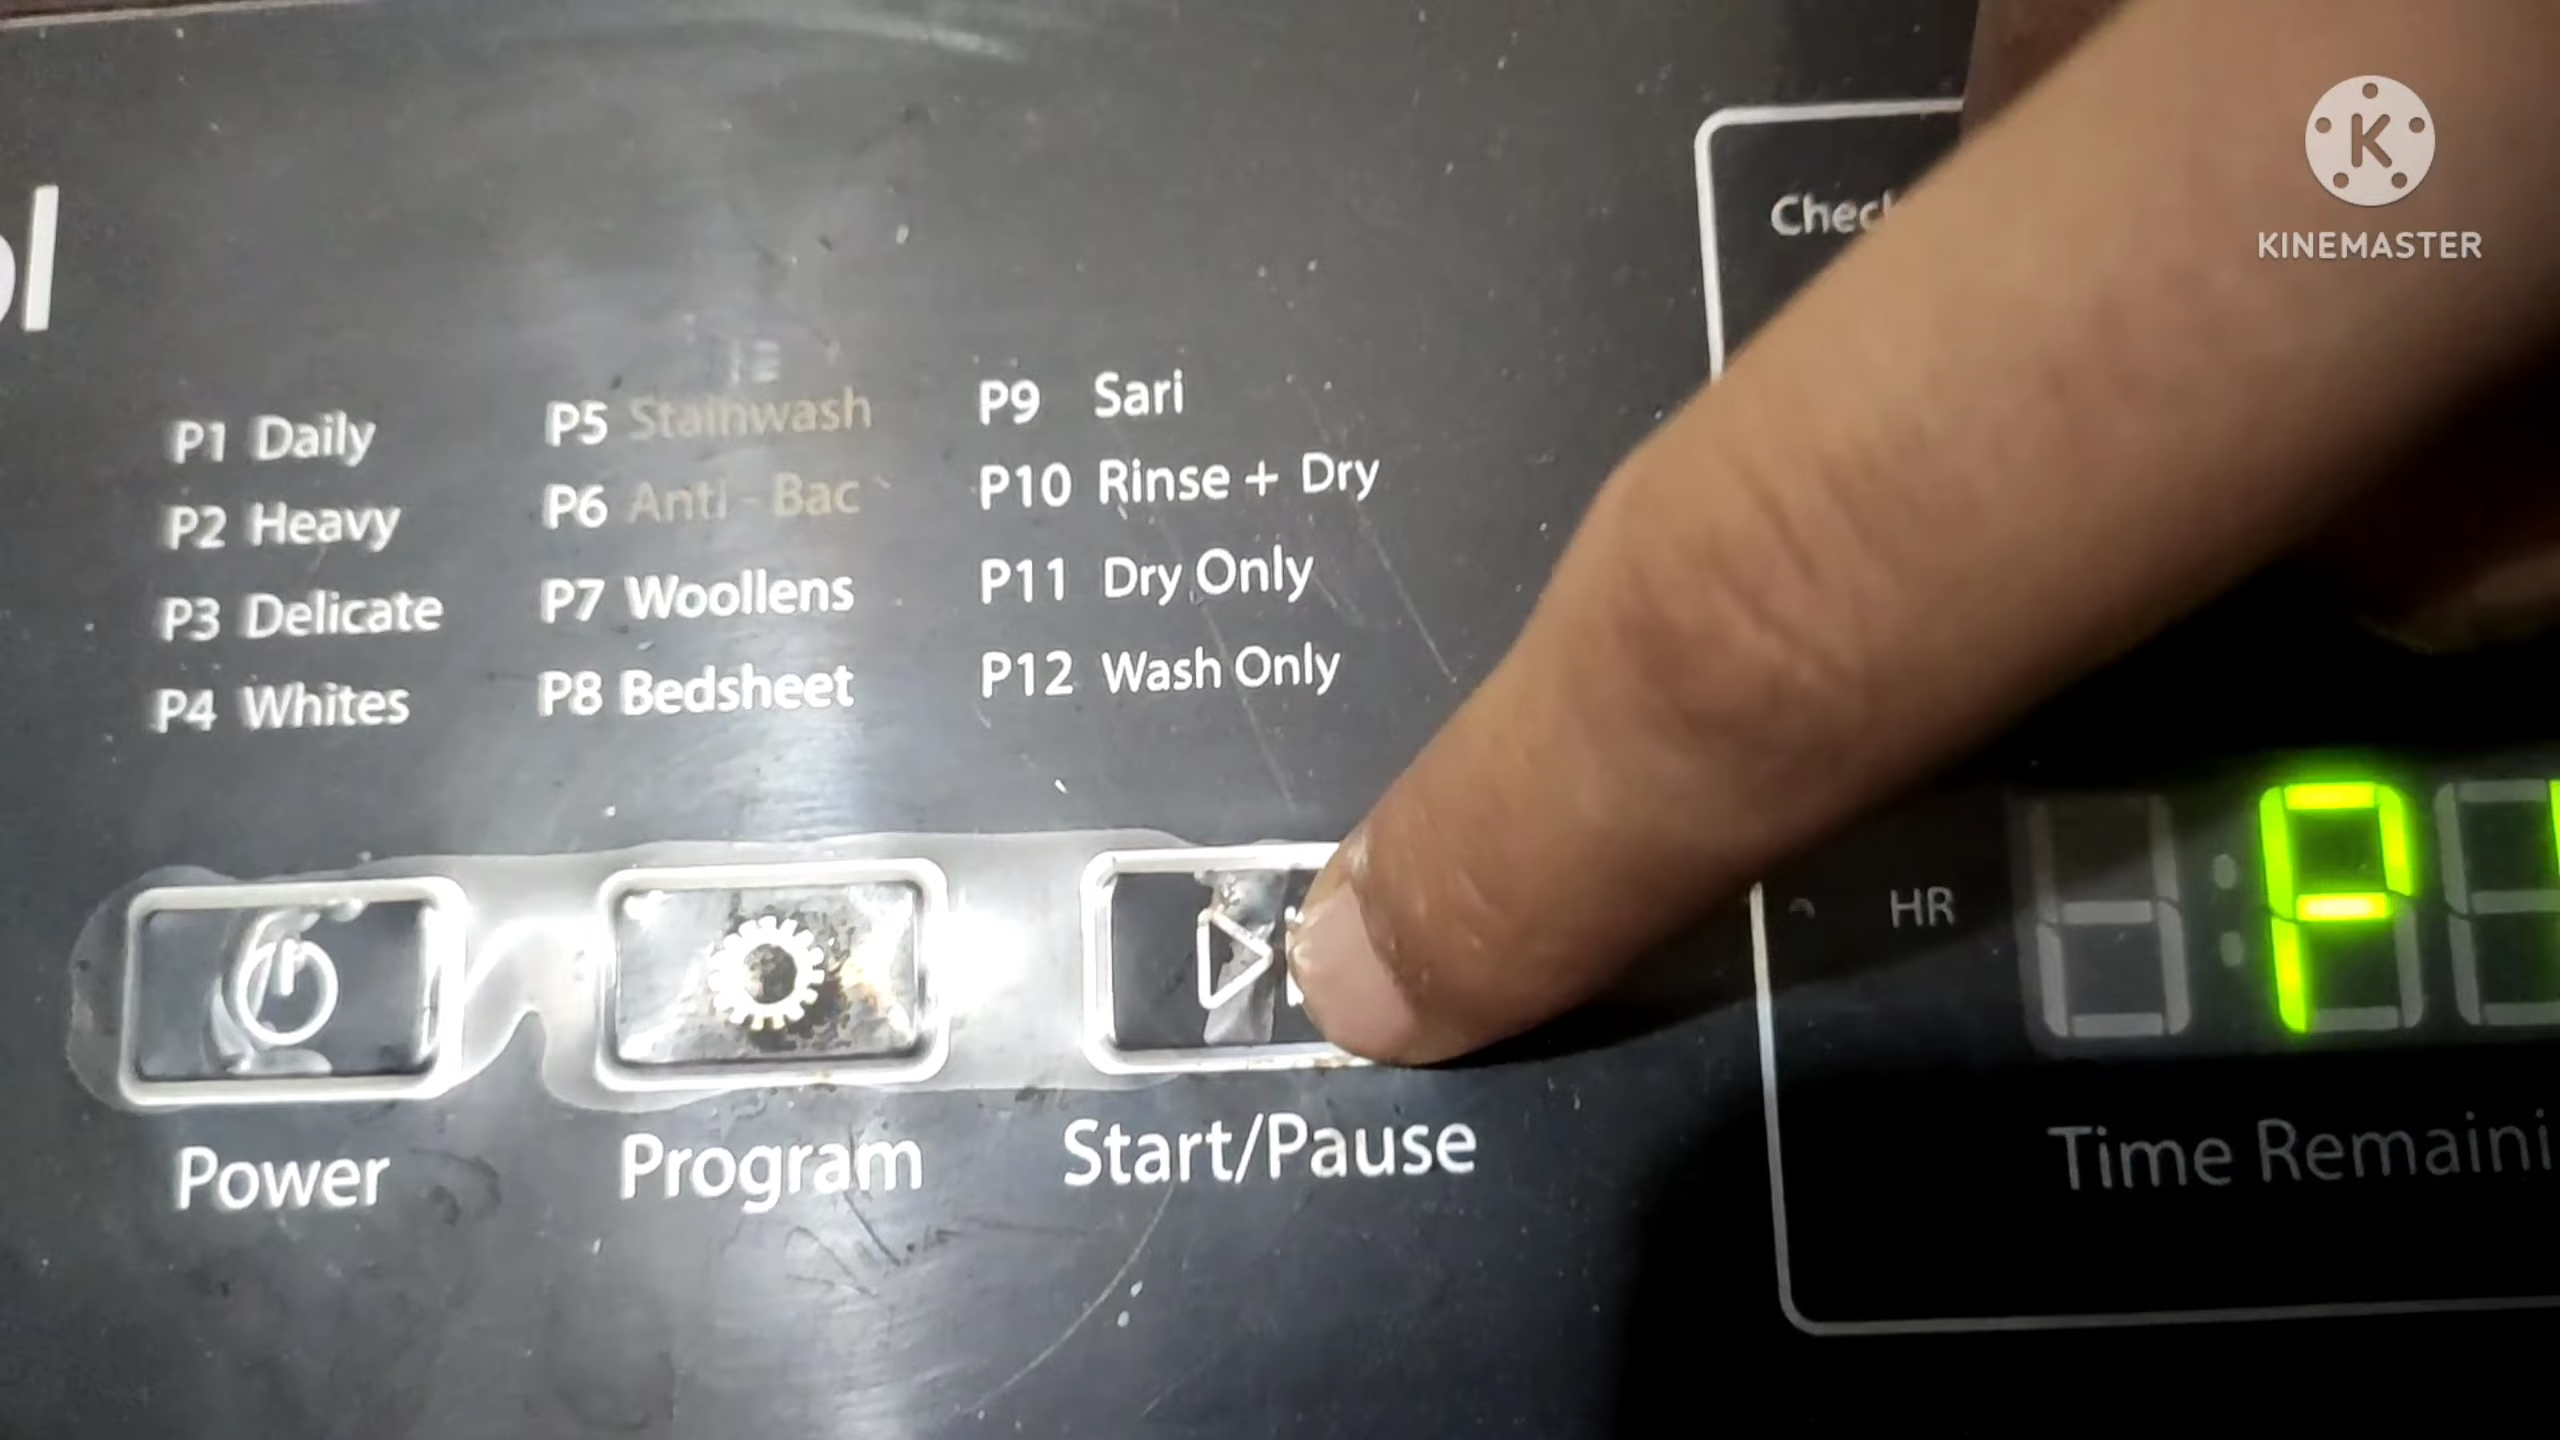 P1 Daily
P2 Heavy
P3 Delicate
P4 Whites
P5 Stainwash
P6 Anti - Bac
P7 Woollens
P8 Bedsheet
P9 Sari
P10 Rinse + Dry
P11 Dry Only
P12 Wash Only
Power
Program
Start/Pause
HR
P
Time Remaini
K
KINEMASTER